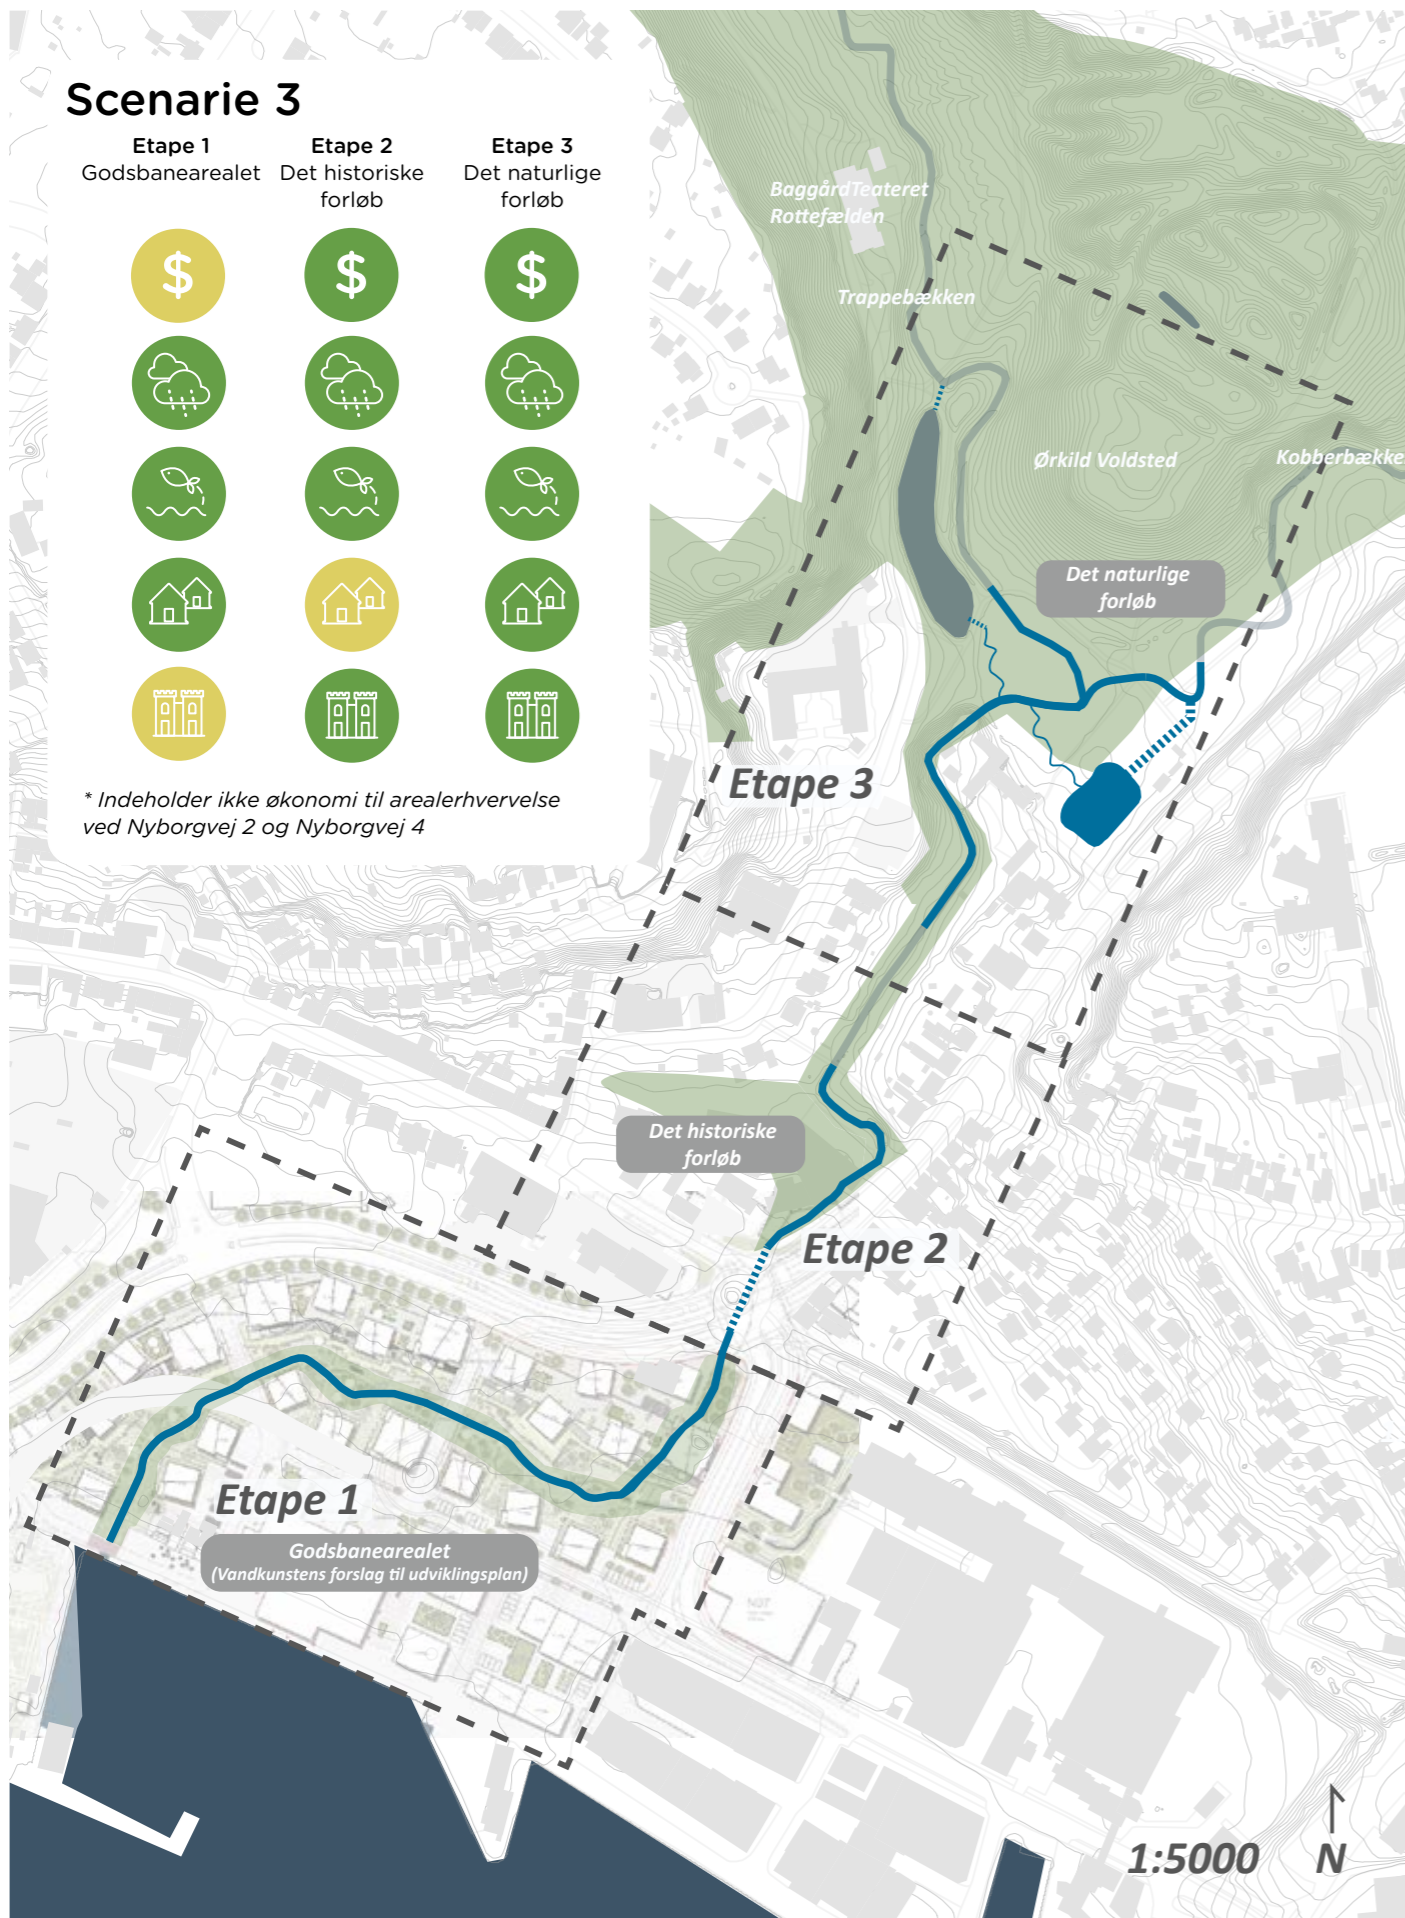 Scenarie 3
Etape 1
Godsbanearealet
Etape 2
Det historiske
forløb
Etape 3
Det naturlige
forløb
$ $ $
* Indeholder ikke økonomi til arealerhvervelse
ved Nyborgvej 2 og Nyborgvej 4
BaggårdTeateret
Rottefælden
Trappebækken
Ørkild Voldsted
Kobberbække
Det naturlige
forløb
Etape 3
Det historiske
forløb
Etape 2
Etape 1
Godsbanearealet
(Vandkunstens forslag til udviklingsplan)
1:5000
N